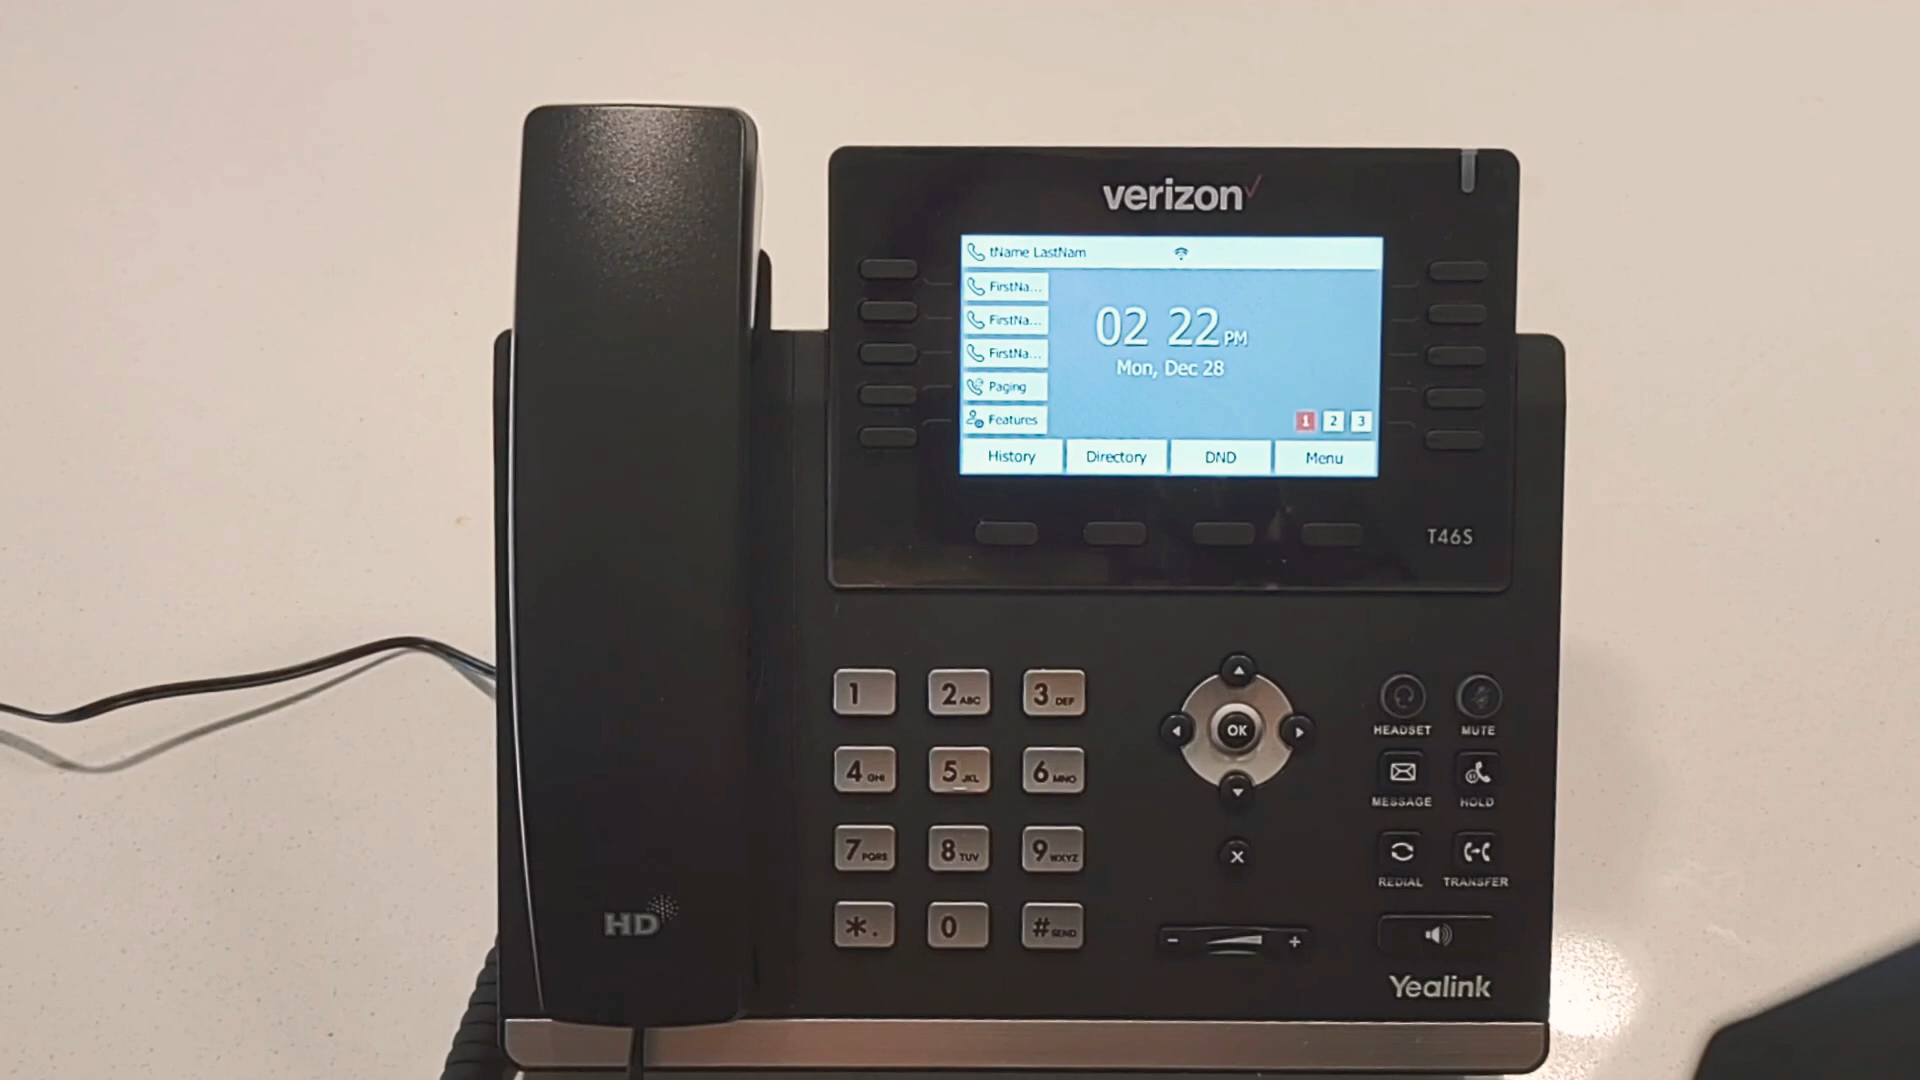 verizon
tName LastNam
FirstNa...
FirstNa...
FirstNa...
Paging
Features
02 22 PM
Mon, Dec 28
1 2 3
History Directory DND Menu
T46S
1 2 ABC 3 DEF
4 GHI 5 JKL 6 MNO
7 PQRS 8 TUV 9 WXYZ
* . 0 # SEND
OK
HEADSET MUTE
MESSAGE HOLD
REDIAL TRANSFER
- +
HD
Yealink